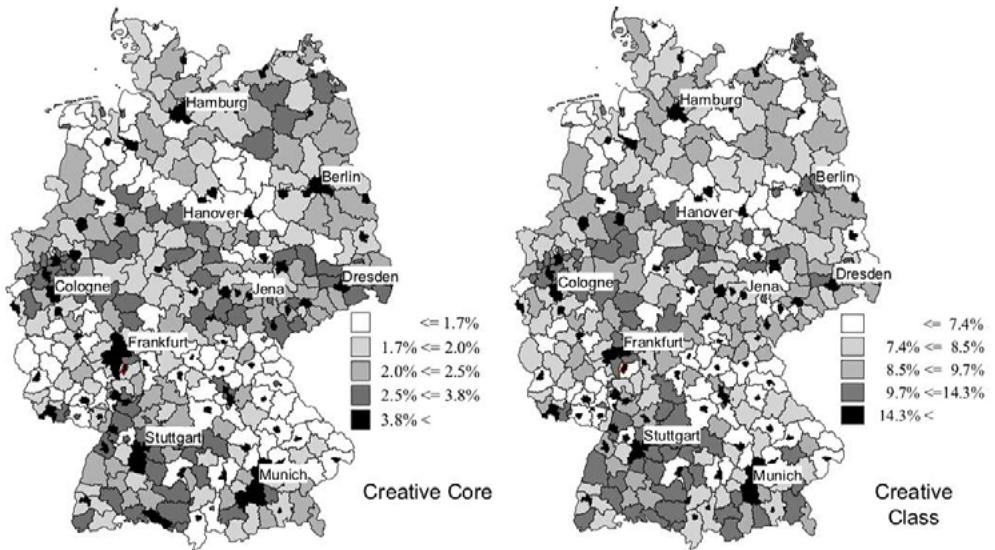 Hamburg
Berlin
Hanover
Dresden
Cologne
Jena
Frankfurt
<= 1.7%
1.7% <= 2.0%
2.0% <= 2.5%
2.5% <= 3.8%
3.8% <
Stuttgart
Munich
Creative Core
Hamburg
Berlin
Hanover
Dresden
Cologne
Jena
Frankfurt
<= 7.4%
7.4% <= 8.5%
8.5% <= 9.7%
9.7% <=14.3%
14.3% <
Stuttgart
Munich
Creative
Class